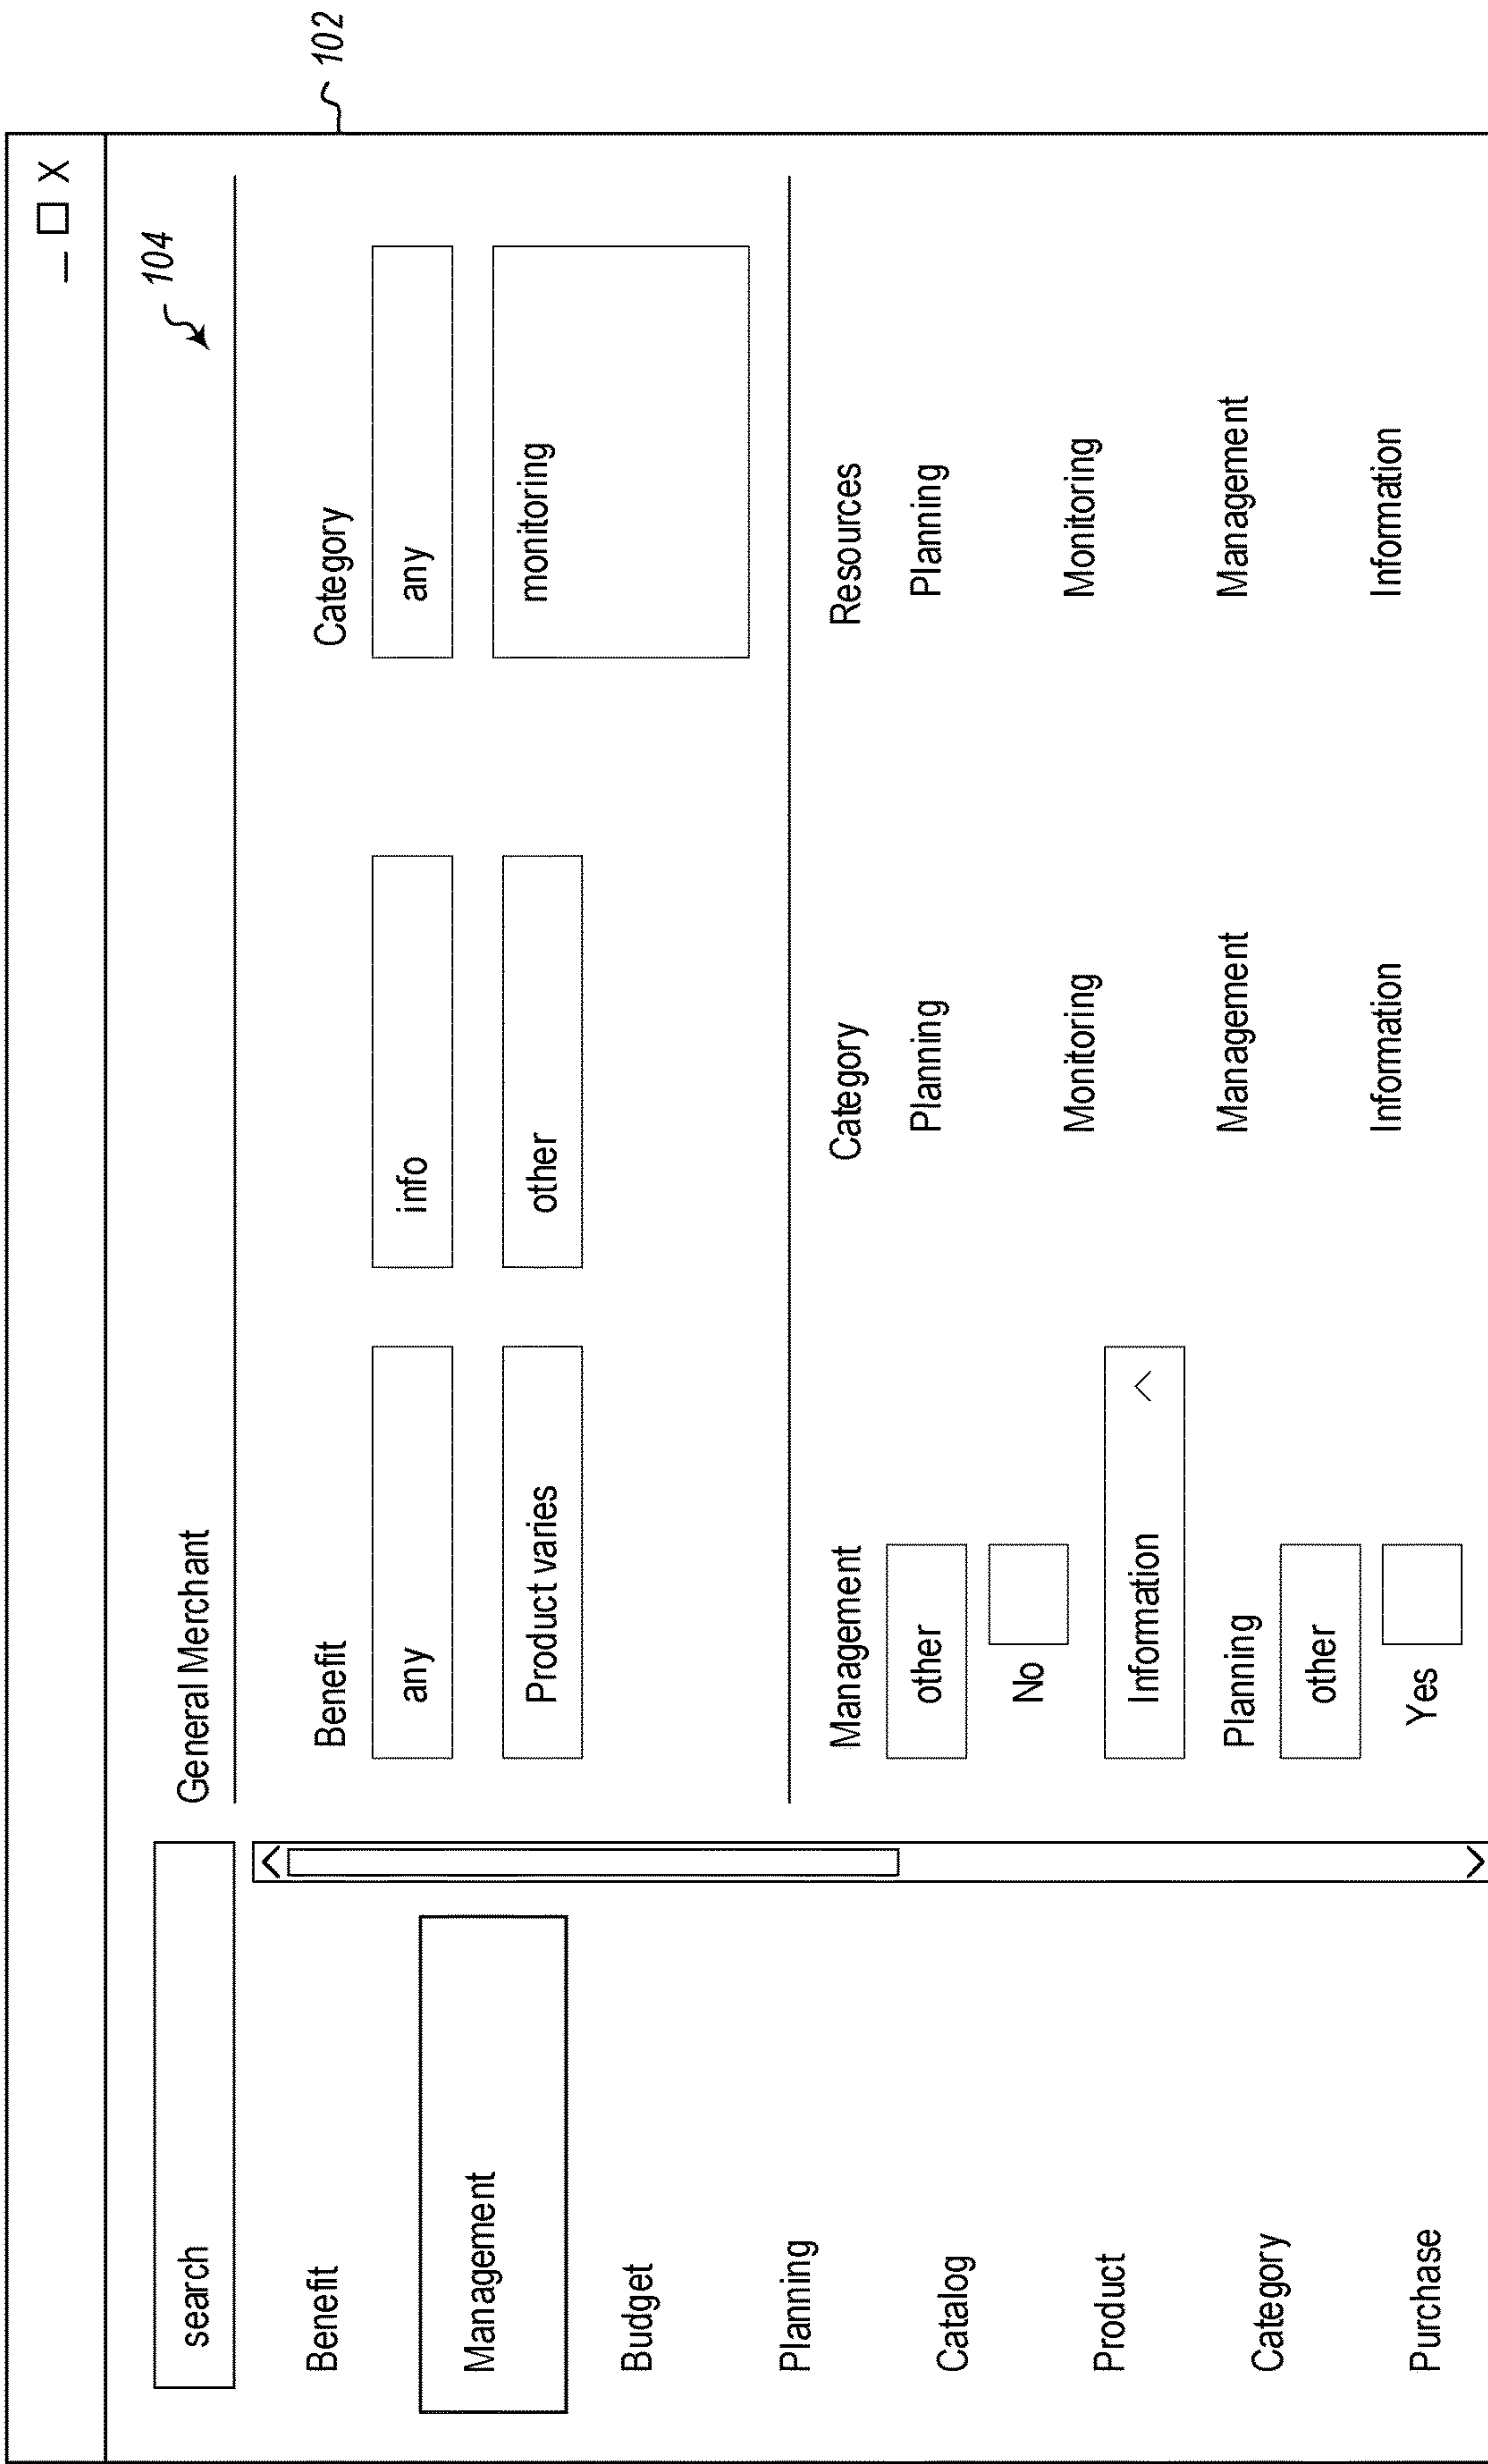 _ □ X
102
104
search
General Merchant
Benefit
Management
Budget
Planning
Catalog
Product
Category
Purchase
Benefit
any
Product varies
info
other
Category
any
monitoring
Management
other
No
Information
Planning
other
Yes
Category
Planning
Monitoring
Management
Information
Resources
Planning
Monitoring
Management
Information